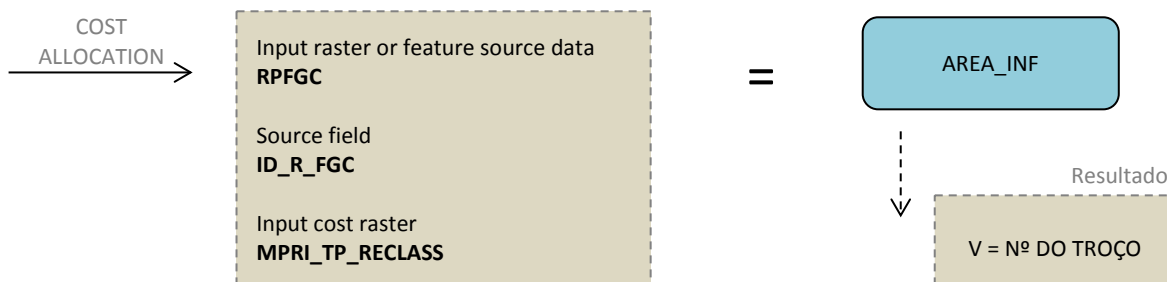 COST
ALLOCATION
Input raster or feature source data
RPFGC
Source field
ID_R_FGC
Input cost raster
MPRI_TP_RECLASS
=
AREA_INF
Resultado
V = Nº DO TROÇO